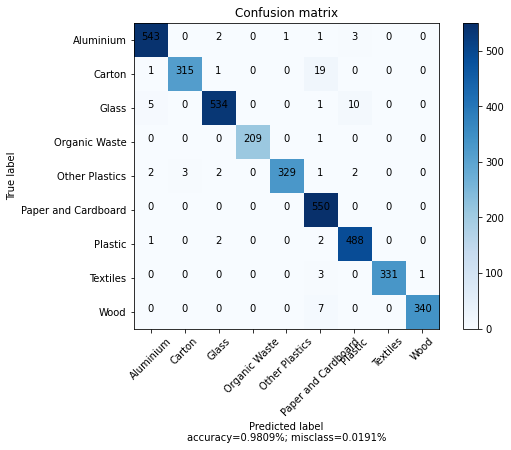 Confusion matrix
Aluminium 543 0 2 0 1 1 3 0 0
Carton 1 315 1 0 0 19 0 0 0
Glass 5 0 534 0 0 1 10 0 0
Organic Waste 0 0 0 209 0 1 0 0 0
Other Plastics 2 3 2 0 329 1 2 0 0
Paper and Cardboard 0 0 0 0 0 550 0 0 0
Plastic 1 0 2 0 0 2 488 0 0
Textiles 0 0 0 0 0 3 0 331 1
Wood 0 0 0 0 0 7 0 0 340
True label
Aluminium
Carton
Glass
Organic Waste
Other Plastics
Paper and Cardboard
Plastic
Textiles
Wood
Predicted label
accuracy=0.9809%; misclass=0.0191%
500
400
300
200
100
0